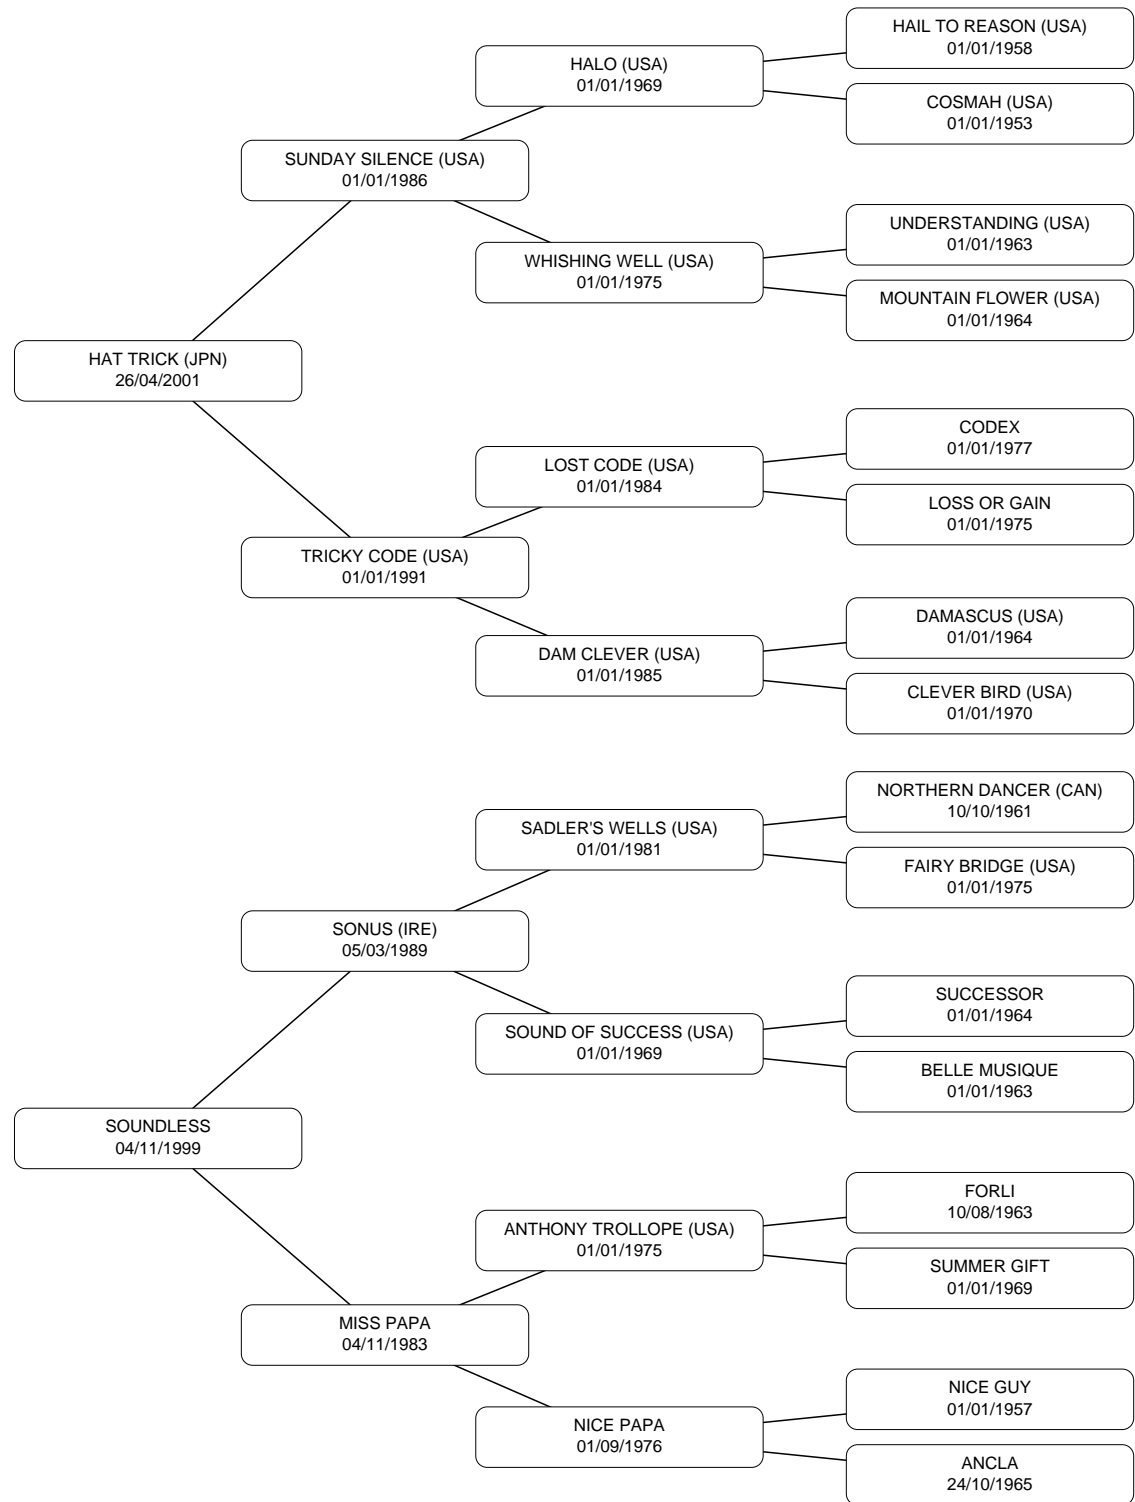 HAIL TO REASON (USA)
01/01/1958
HALO (USA)
01/01/1969
COSMAH (USA)
01/01/1953
SUNDAY SILENCE (USA)
01/01/1986
UNDERSTANDING (USA)
01/01/1963
WHISHING WELL (USA)
01/01/1975
MOUNTAIN FLOWER (USA)
01/01/1964
HAT TRICK (JPN)
26/04/2001
CODEX
01/01/1977
LOST CODE (USA)
01/01/1984
LOSS OR GAIN
01/01/1975
TRICKY CODE (USA)
01/01/1991
DAMASCUS (USA)
01/01/1964
DAM CLEVER (USA)
01/01/1985
CLEVER BIRD (USA)
01/01/1970
NORTHERN DANCER (CAN)
10/10/1961
SADLER'S WELLS (USA)
01/01/1981
FAIRY BRIDGE (USA)
01/01/1975
SONUS (IRE)
05/03/1989
SUCCESSOR
01/01/1964
SOUND OF SUCCESS (USA)
01/01/1969
BELLE MUSIQUE
01/01/1963
SOUNDLESS
04/11/1999
FORLI
10/08/1963
ANTHONY TROLLOPE (USA)
01/01/1975
SUMMER GIFT
01/01/1969
MISS PAPA
04/11/1983
NICE GUY
01/01/1957
NICE PAPA
01/09/1976
ANCLA
24/10/1965